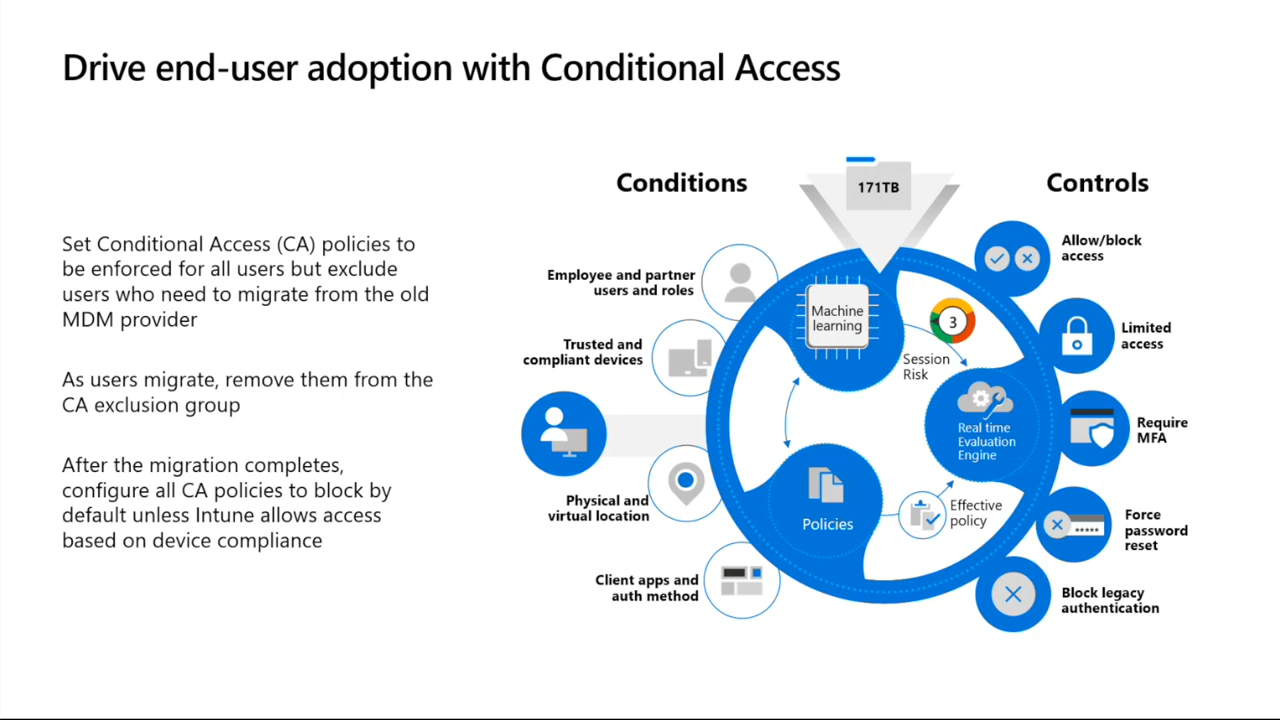 Drive end-user adoption with Conditional Access
Set Conditional Access (CA) policies to
be enforced for all users but exclude
users who need to migrate from the old
MDM provider
As users migrate, remove them from the
CA exclusion group
After the migration completes,
configure all CA policies to block by
default unless Intune allows access
based on device compliance
Conditions
Employee and partner
users and roles
Trusted and
compliant devices
Physical and
virtual location
Client apps and
auth method
171TB
Machine
learning
3
Session
Risk
Real time
Evaluation
Engine
Policies
Effective
policy
Controls
Allow/block
access
Limited
access
Require
MFA
Force
password
reset
Block legacy
authentication